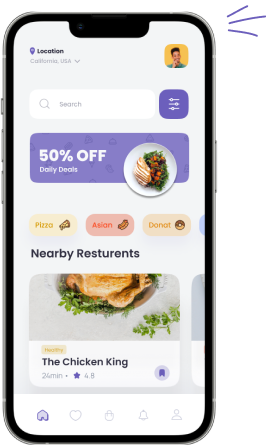 Location
California, USA
Search
50% OFF
Daily Deals
Pizza
Asian
Donat
Nearby Resturents
Healthy
The Chicken King
24min • 4.8